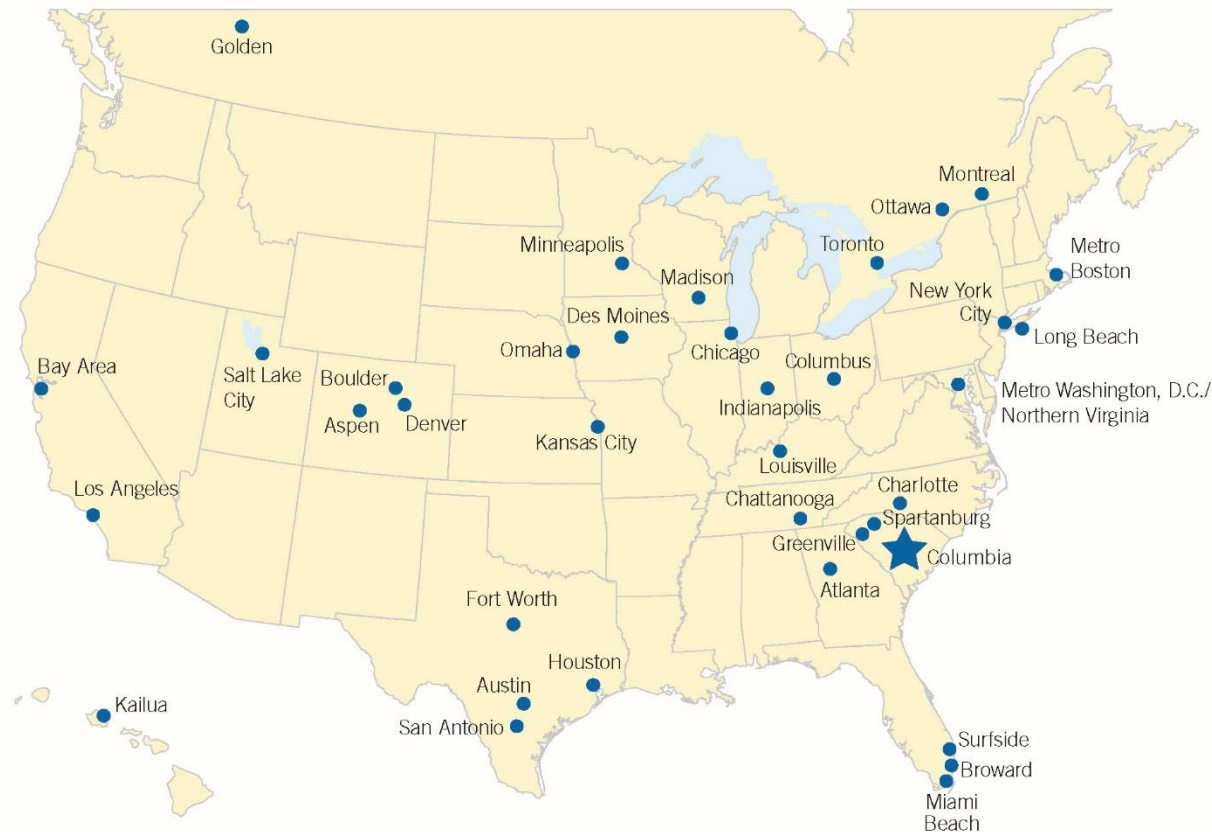 Golden
Montreal
Ottawa
Toronto
Metro
Boston
Minneapolis
Madison
New York
City
Long Beach
Des Moines
Omaha
Chicago
Columbus
Bay Area
Salt Lake
City
Boulder
Aspen
Denver
Indianapolis
Metro Washington, D.C./
Northern Virginia
Kansas City
Louisville
Los Angeles
Chattanooga
Charlotte
Spartanburg
Greenville
Columbia
Atlanta
Fort Worth
Houston
Austin
San Antonio
Kailua
Surfside
Broward
Miami
Beach